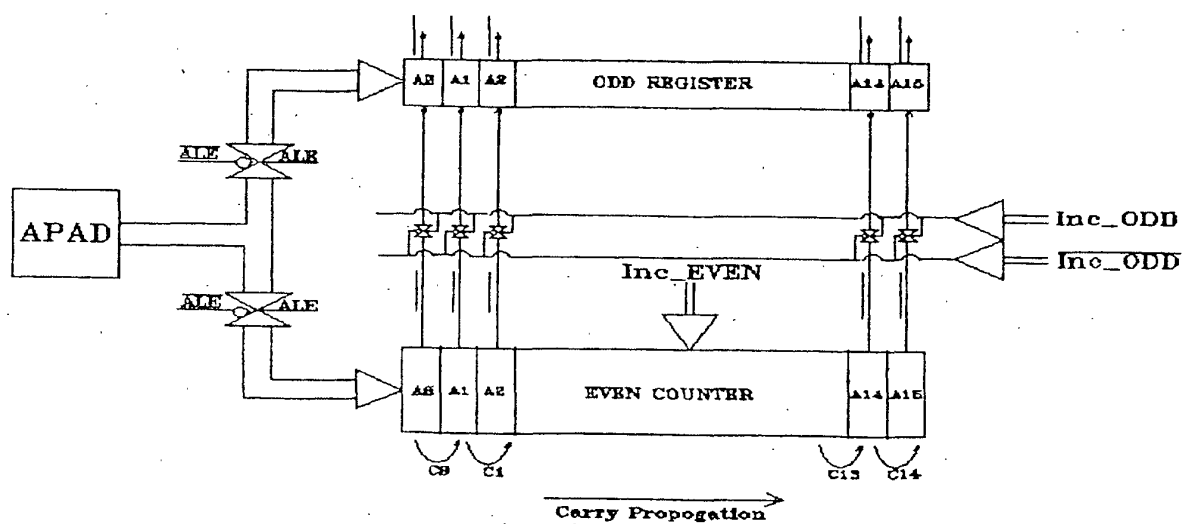 A0 A1 A2 ODD REGISTER A14 A15
ALE ALE
APAD
Inc_ODD
Inc_ODD
Inc_EVEN
ALE ALE
A0 A1 A2 EVEN COUNTER A14 A15
C0 C1 C13 C14
Carry Propogation